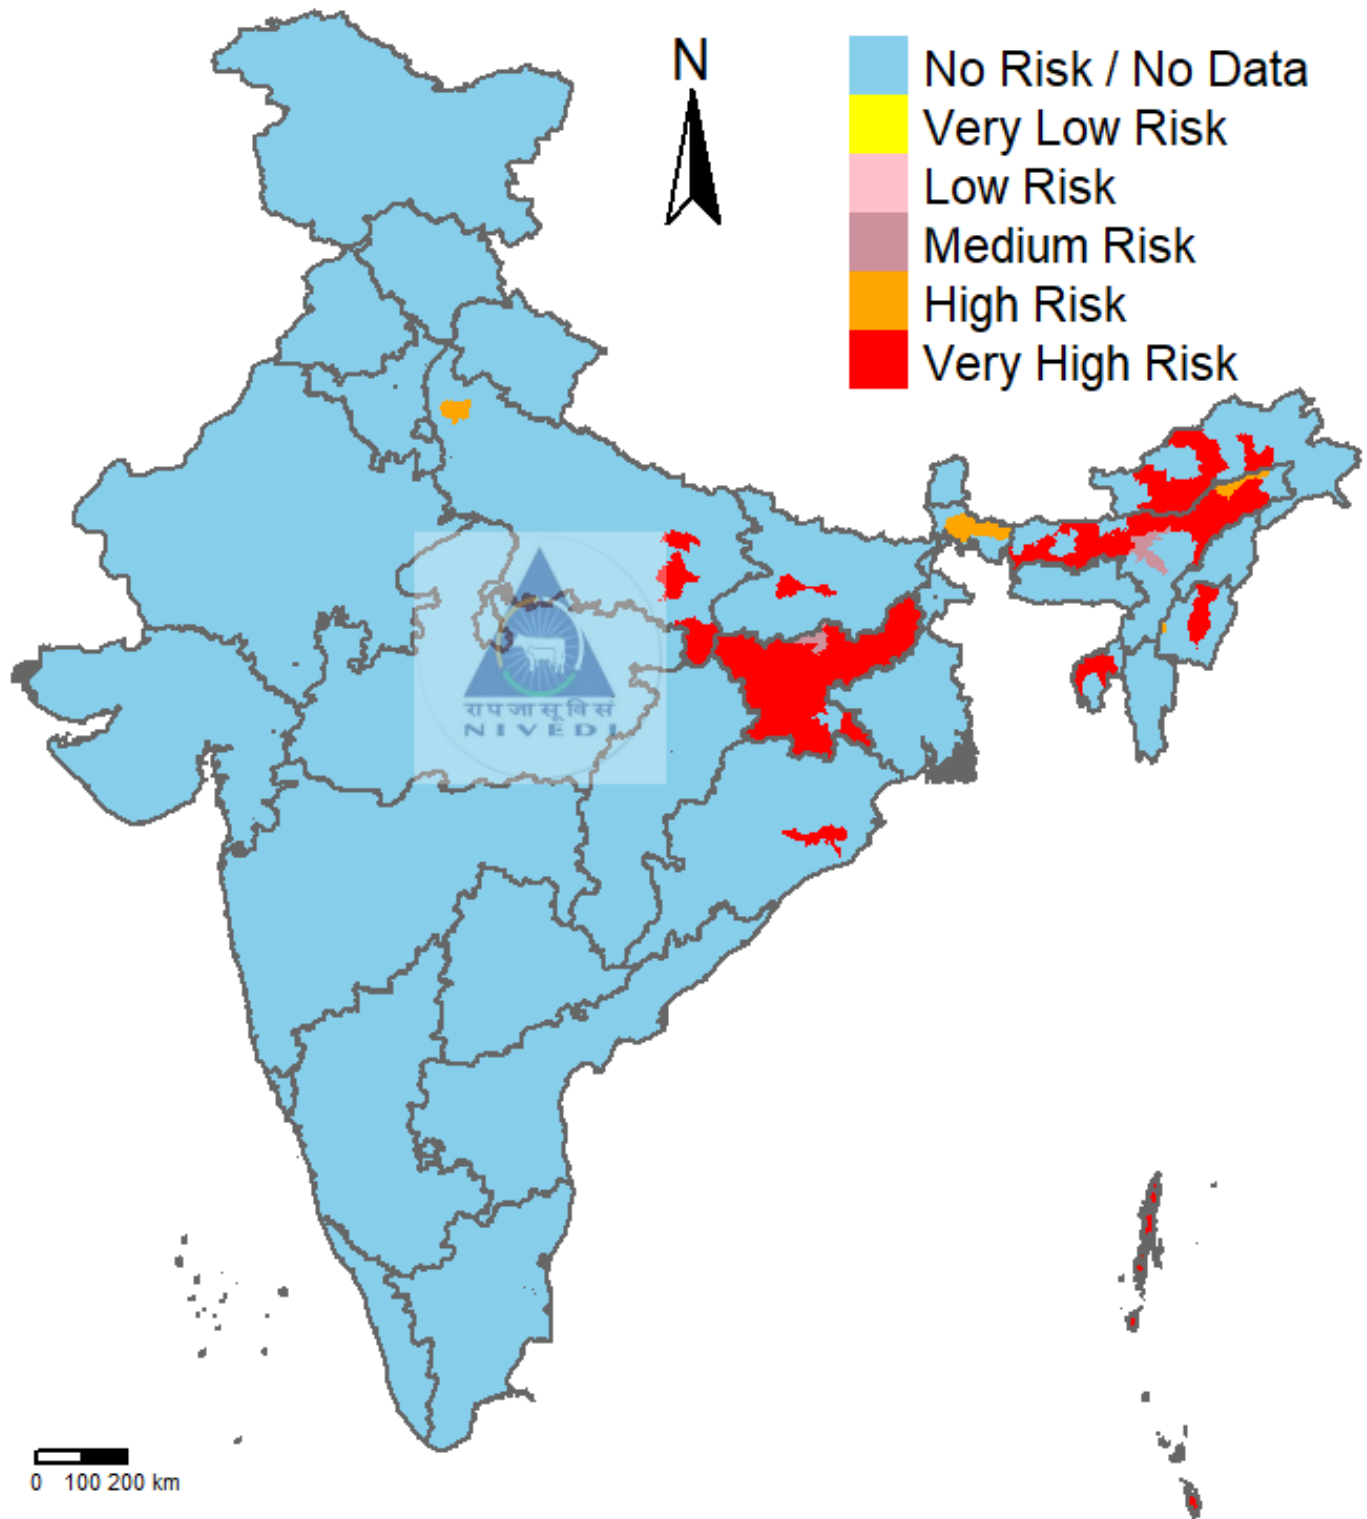 N
No Risk / No Data
Very Low Risk
Low Risk
Medium Risk
High Risk
Very High Risk
रा प जा सू वि सं
NIVEDI
0 100 200 km